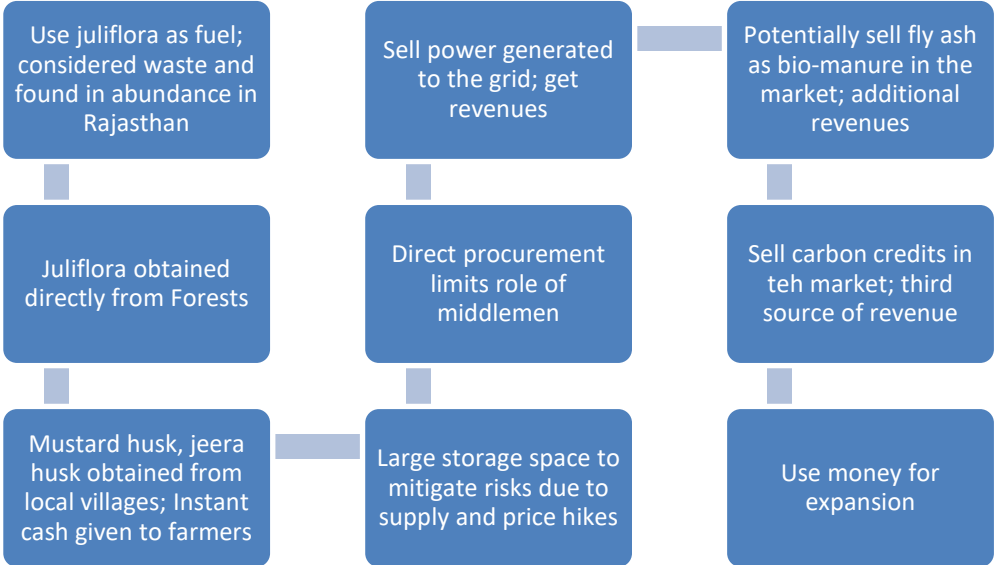 Use juliflora as fuel;
considered waste and
found in abundance in
Rajasthan
Juliflora obtained
directly from Forests
Mustard husk, jeera
husk obtained from
local villages; Instant
cash given to farmers
Large storage space to
mitigate risks due to
supply and price hikes
Direct procurement
limits role of
middlemen
Sell power generated
to the grid; get
revenues
Potentially sell fly ash
as bio-manure in the
market; additional
revenues
Sell carbon credits in
teh market; third
source of revenue
Use money for
expansion